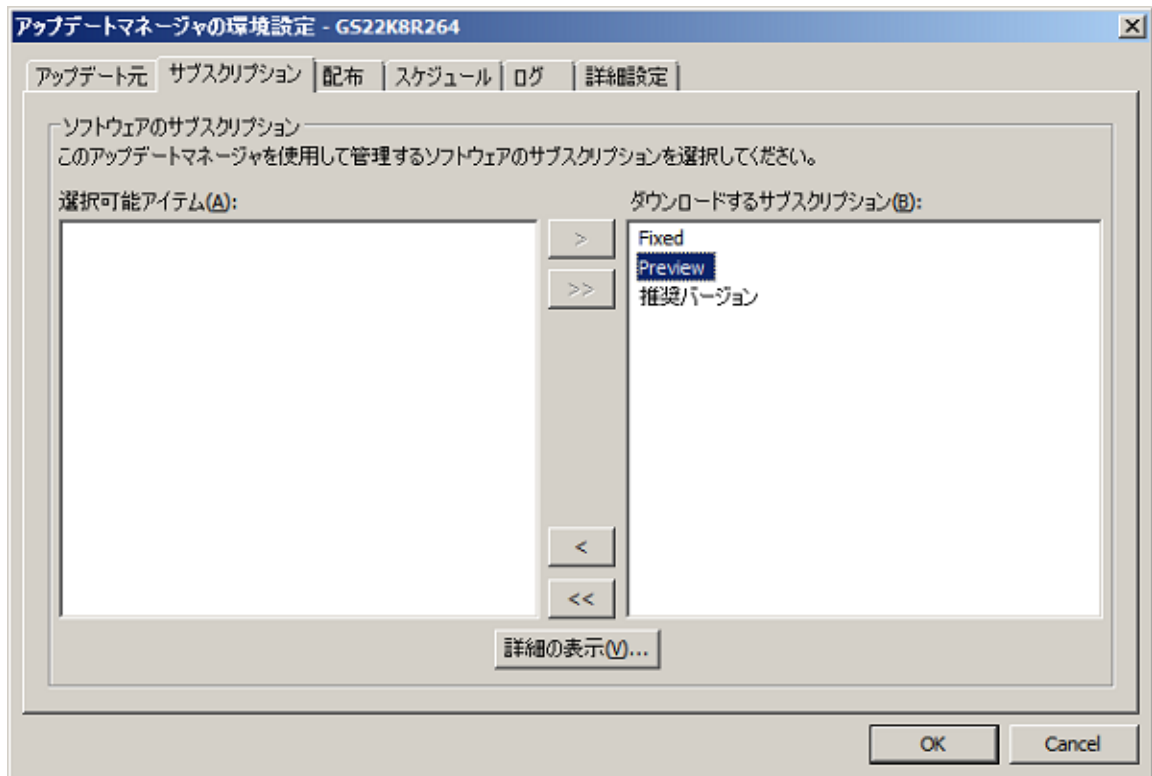 アップデートマネージャの環境設定 - GS22K8R264
アップデート元 サブスクリプション 配布 スケジュール ログ 詳細設定
ソフトウェアのサブスクリプション
このアップデートマネージャを使用して管理するソフトウェアのサブスクリプションを選択してください。
選択可能アイテム(A):
ダウンロードするサブスクリプション(B):
Fixed
Preview
推奨バージョン
>
>>
<
<<
詳細の表示(V)...
OK Cancel